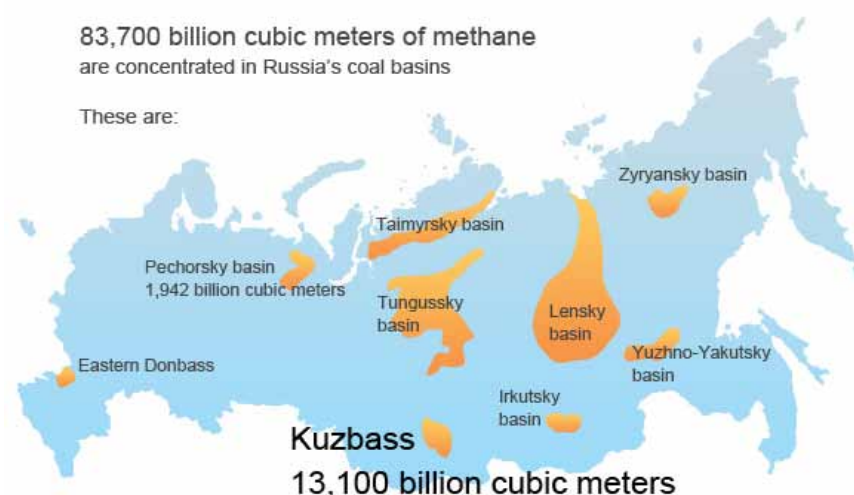 83,700 billion cubic meters of methane
are concentrated in Russia's coal basins
These are:
Zyryansky basin
Taimyrsky basin
Pechorsky basin
1,942 billion cubic meters
Tungussky
basin
Lensky
basin
Yuzhno-Yakutsky
basin
Eastern Donbass
Irkutsky
basin
Kuzbass
13,100 billion cubic meters